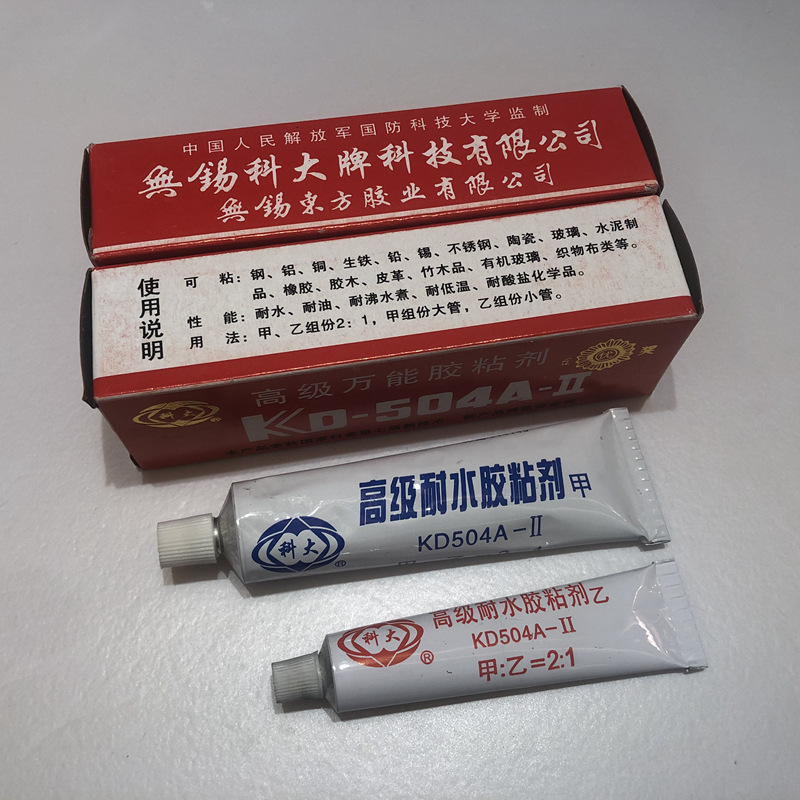 中国人民解放军国防科技大学监制
無锡科大牌科技有限公司
無锡東方胶业有限公司
使用说明
可粘：钢、铝、铜、生铁、铅、锡、不锈钢、陶瓷、玻璃、水泥制
品、橡胶、胶木、皮革、竹木品、有机玻璃、织物布类等。
性能：耐水、耐油、耐沸水煮、耐低温、耐酸盐化学品。
用法：甲、乙组份2：1，甲组份大管，乙组份小管。
高级万能胶粘剂
科大®
KD-504A-II
奖
高级耐水胶粘剂 甲
科大®
KD504A-II
高级耐水胶粘剂乙
科大®
KD504A-II
甲:乙=2:1